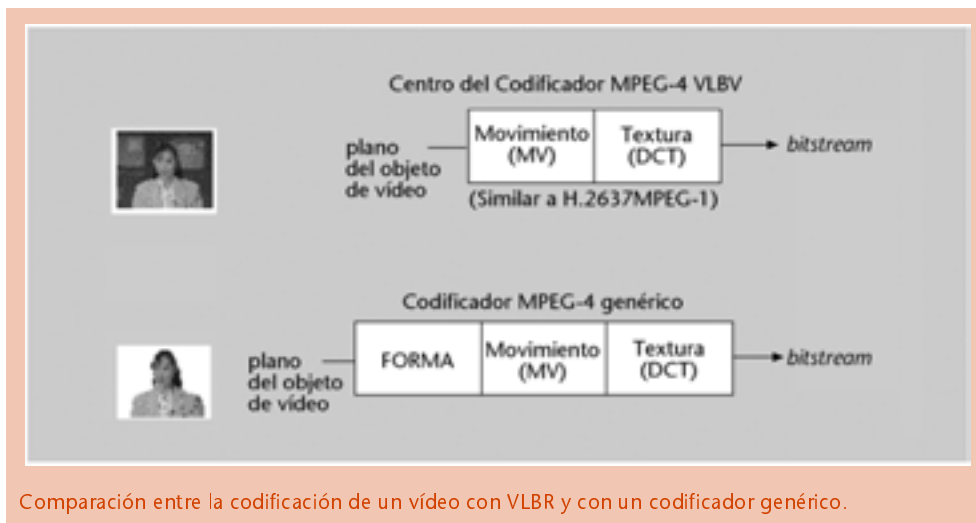 Centro del Codificador MPEG-4 VLBV
plano
del objeto
de vídeo
Movimiento
(MV)
Textura
(DCT)
bitstream
(Similar a H.2637MPEG-1)
Codificador MPEG-4 genérico
plano
del objeto
de vídeo
FORMA
Movimiento
(MV)
Textura
(DCT)
bitstream
Comparación entre la codificación de un vídeo con VLBR y con un codificador genérico.